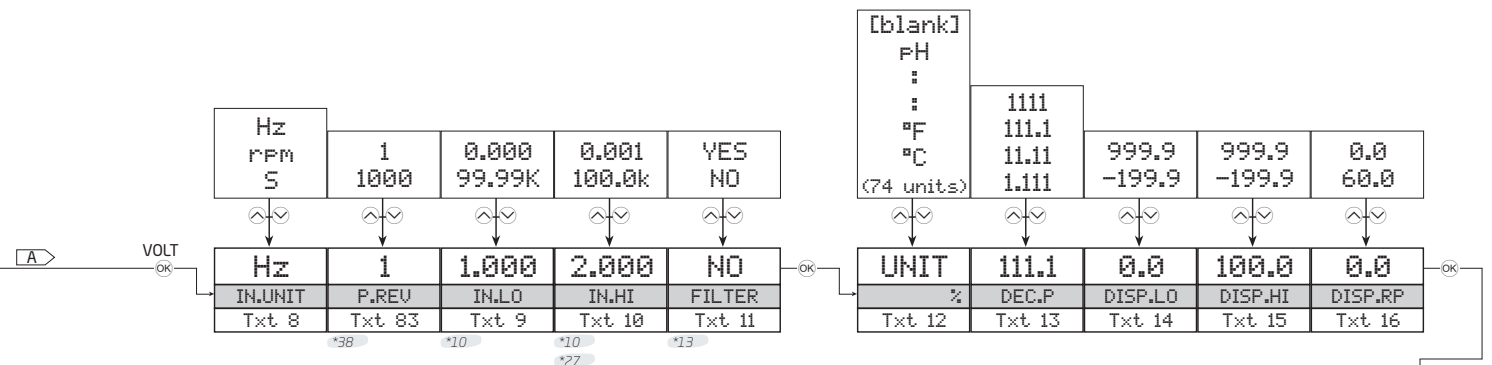 [blank]
pH
:
:
°F
°C
(74 units)
1111
111.1
11.11
1.111
Hz
rpm
S
1
1000
0.000
99.99K
0.001
100.0k
YES
NO
999.9
-199.9
999.9
-199.9
0.0
60.0
A
VOLT
OK
Hz 1 1.000 2.000 NO
IN.UNIT P.REV IN.LO IN.HI FILTER
Txt 8 Txt 83 Txt 9 Txt 10 Txt 11
*38 *10 *10 *13
*27
OK
UNIT 111.1 0.0 100.0 0.0
% DEC.P DISP.LO DISP.HI DISP.RP
Txt 12 Txt 13 Txt 14 Txt 15 Txt 16
OK